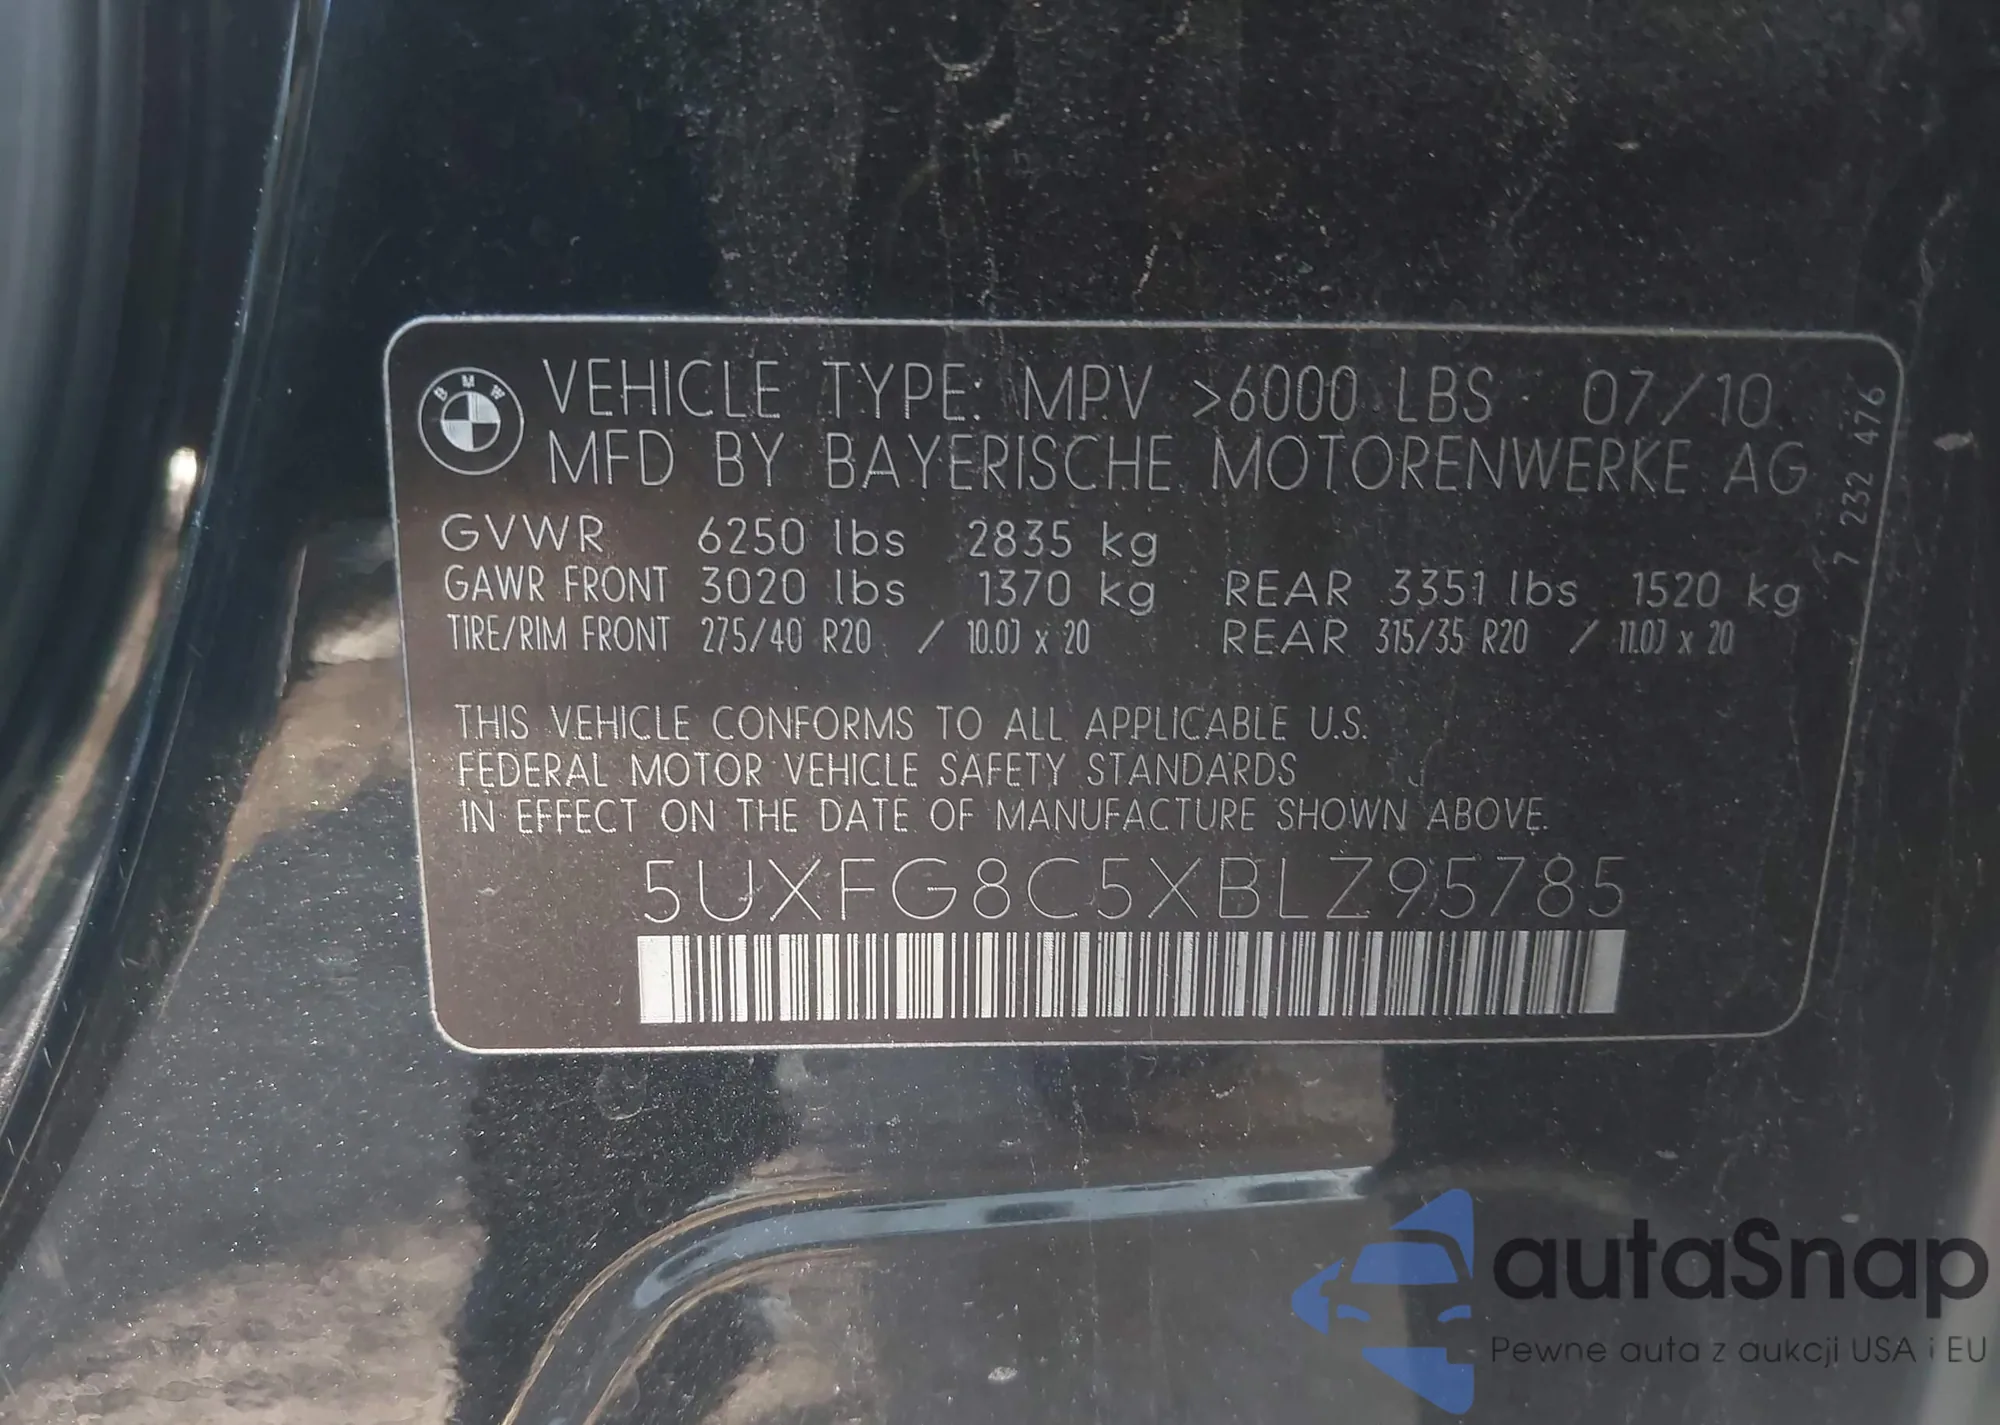 BMW
VEHICLE TYPE: MPV >6000 LBS 07/10
MFD BY BAYERISCHE MOTORENWERKE AG
GVWR 6250 lbs 2835 kg
GAWR FRONT 3020 lbs 1370 kg REAR 3351 lbs 1520 kg
TIRE/RIM FRONT 275/40 R20 / 10.0J x 20 REAR 315/35 R20 / 11.0J x 20
7 232 476
THIS VEHICLE CONFORMS TO ALL APPLICABLE U.S.
FEDERAL MOTOR VEHICLE SAFETY STANDARDS
IN EFFECT ON THE DATE OF MANUFACTURE SHOWN ABOVE.
5UXFG8C5XBLZ95785
autaSnap
Pewne auta z aukcji USA i EU